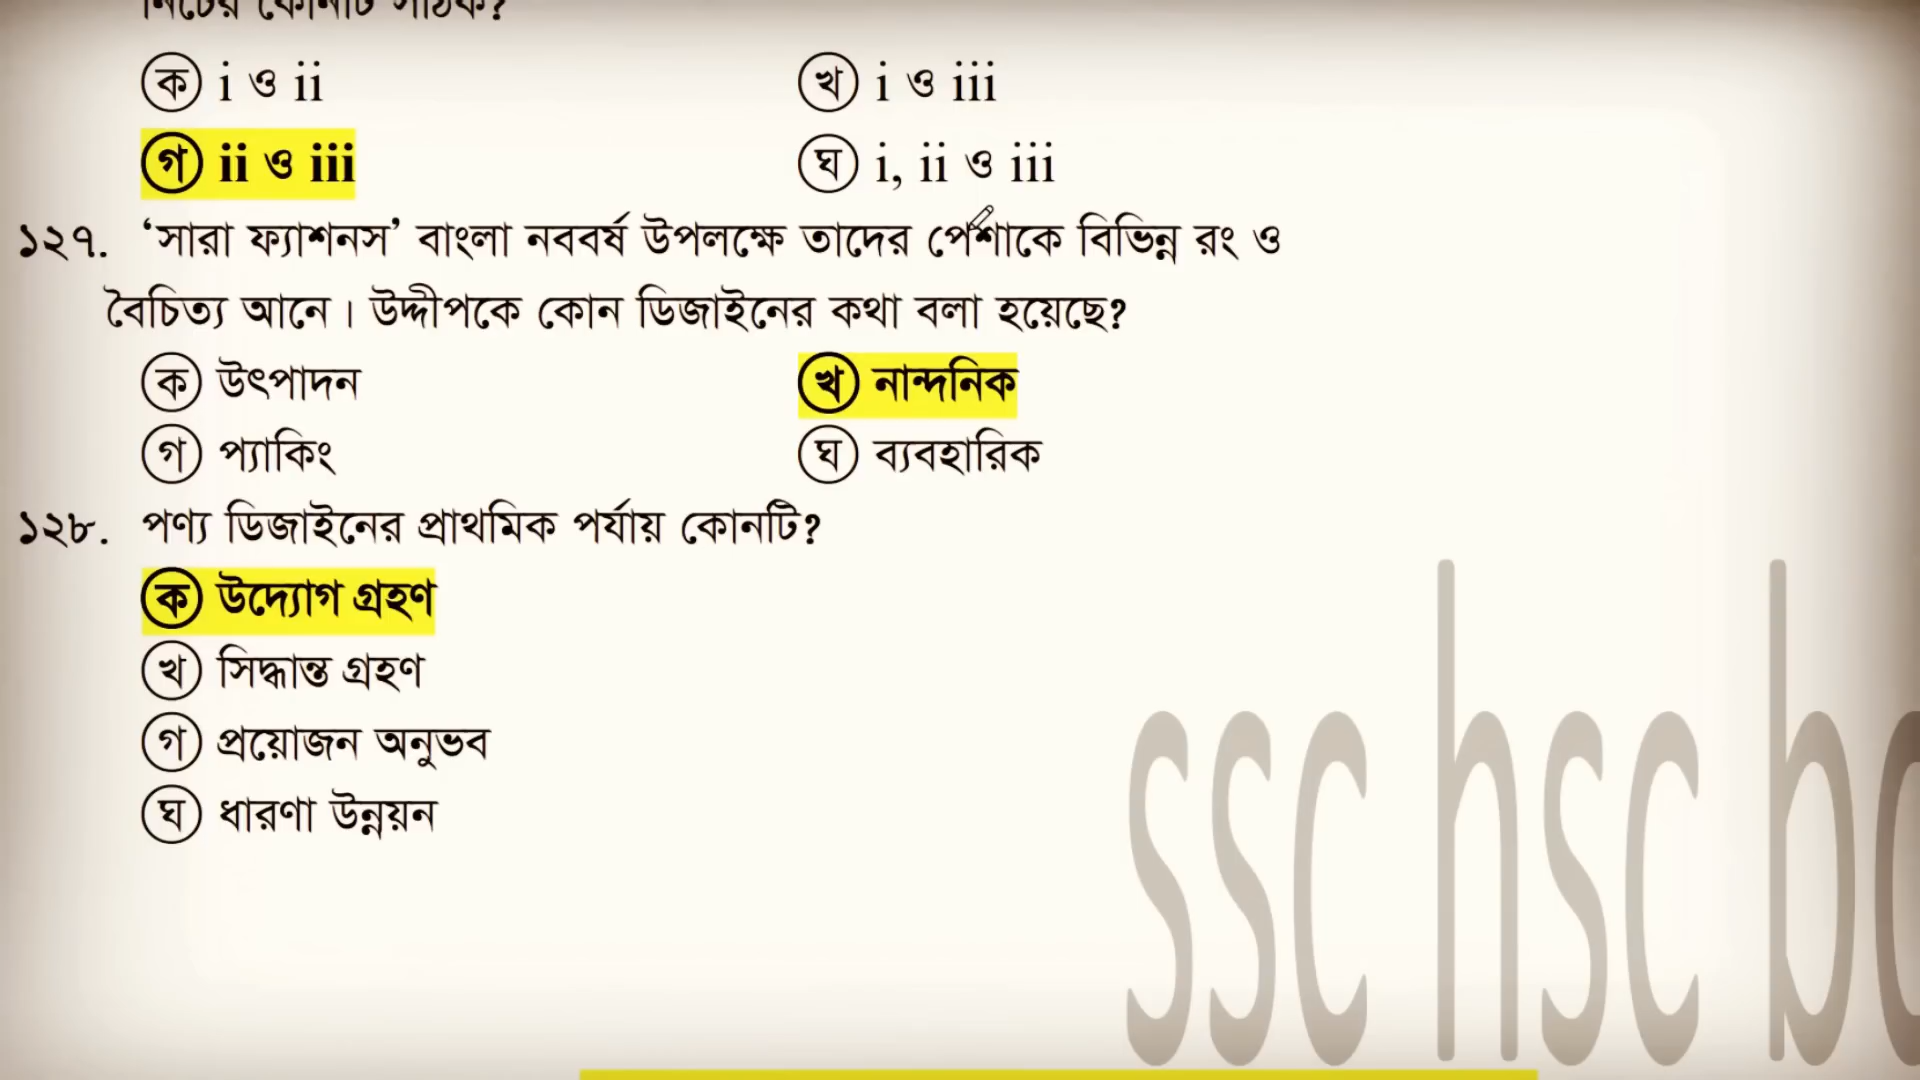 নিচের কোনটি সঠিক?
ক i ও ii খ i ও iii
গ ii ও iii ঘ i, ii ও iii
১২৭. ‘সারা ফ্যাশনস’ বাংলা নববর্ষ উপলক্ষে তাদের পোশাকে বিভিন্ন রং ও
বৈচিত্য আনে। উদ্দীপকে কোন ডিজাইনের কথা বলা হয়েছে?
ক উৎপাদন খ নান্দনিক
গ প্যাকিং ঘ ব্যবহারিক
১২৮. পণ্য ডিজাইনের প্রাথমিক পর্যায় কোনটি?
ক উদ্যোগ গ্রহণ
খ সিদ্ধান্ত গ্রহণ
গ প্রয়োজন অনুভব
ঘ ধারণা উন্নয়ন
ssc hsc